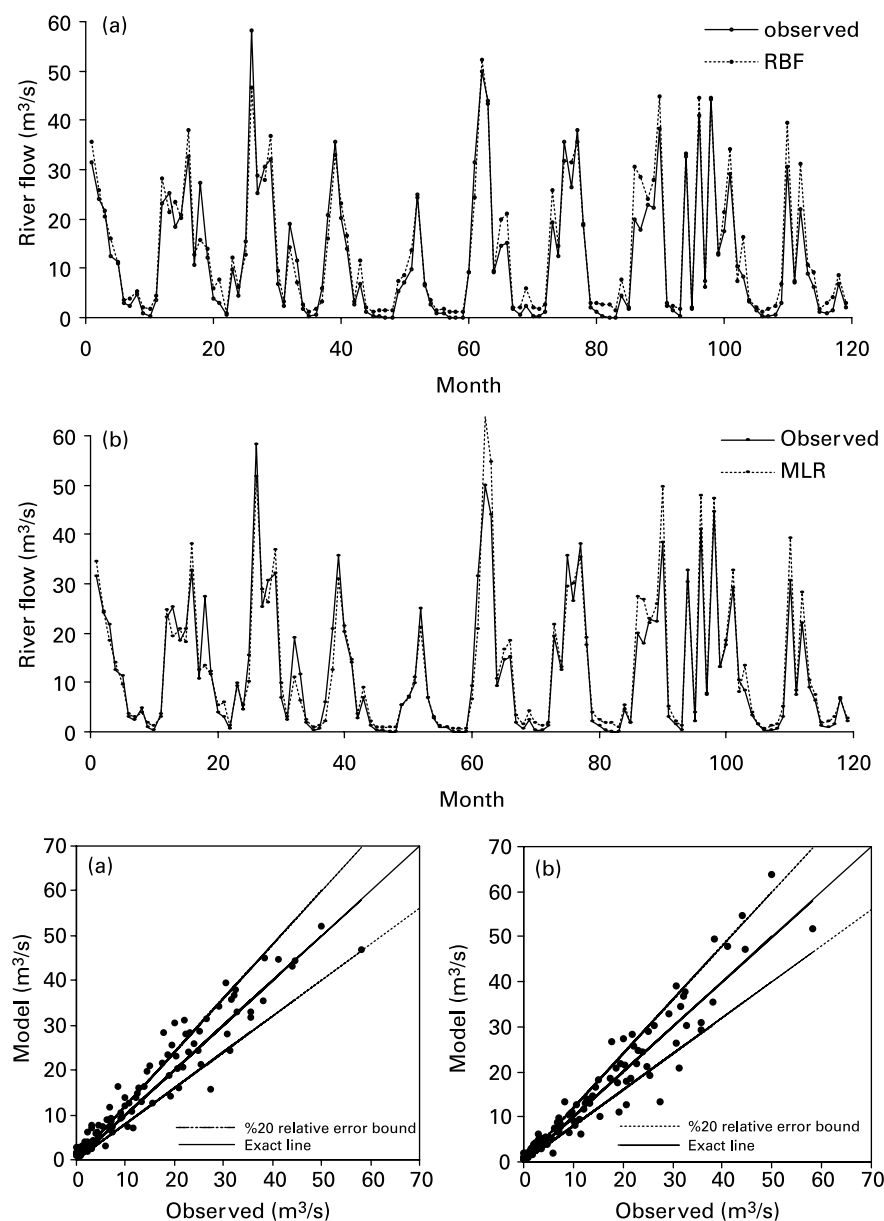 (a)
observed
RBF
River flow (m³/s)
60
50
40
30
20
10
0
0 20 40 60 80 100 120
Month
(b)
Observed
MLR
River flow (m³/s)
60
50
40
30
20
10
0
0 20 40 60 80 100 120
Month
(a)
Model (m³/s)
70
60
50
40
30
20
10
0
%20 relative error bound
Exact line
0 10 20 30 40 50 60 70
Observed (m³/s)
(b)
Model (m³/s)
70
60
50
40
30
20
10
0
%20 relative error bound
Exact line
0 10 20 30 40 50 60 70
Observed (m³/s)